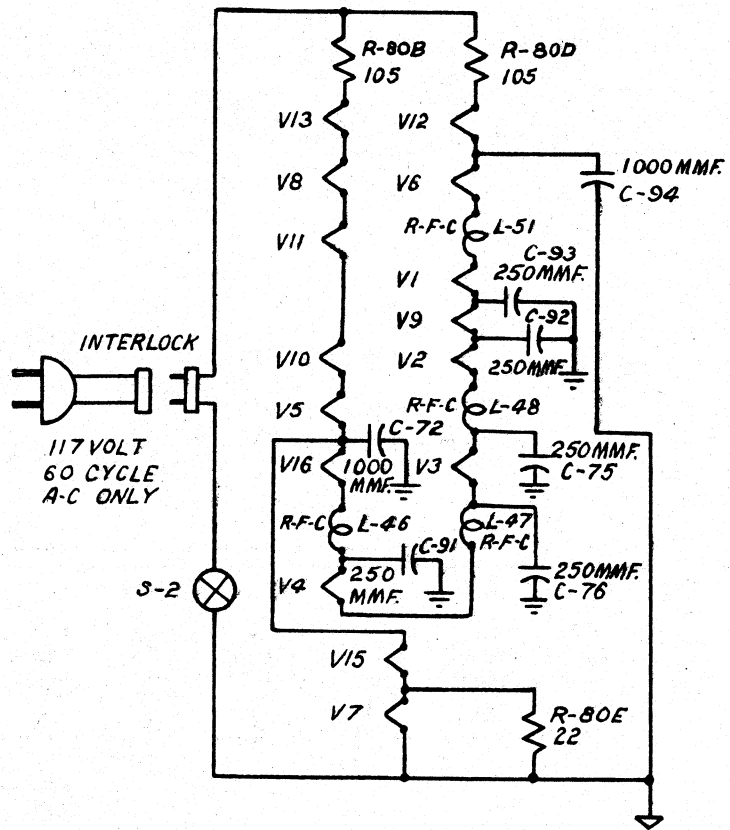 R-80B
105
R-80D
105
V13
V12
V8
V6
1000 MMF.
C-94
R-F-C
L-51
V11
C-93
250 MMF.
V1
C-92
V9
INTERLOCK
V10
V2
250 MMF.
R-F-C
L-48
V5
C-72
117 VOLT
60 CYCLE
A-C ONLY
V16
1000
MMF.
V3
250 MMF.
C-75
R-F-C
L-46
L-47
R-F-C
C-91
S-2
V4
250
MMF.
250 MMF.
C-76
V15
V7
R-80E
22